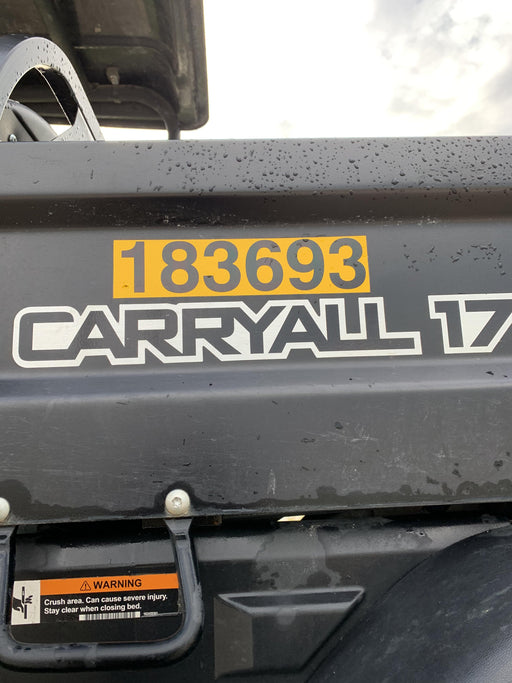 183693
CARRYALL 17
WARNING
Crush area. Can cause severe injury.
Stay clear when closing bed.